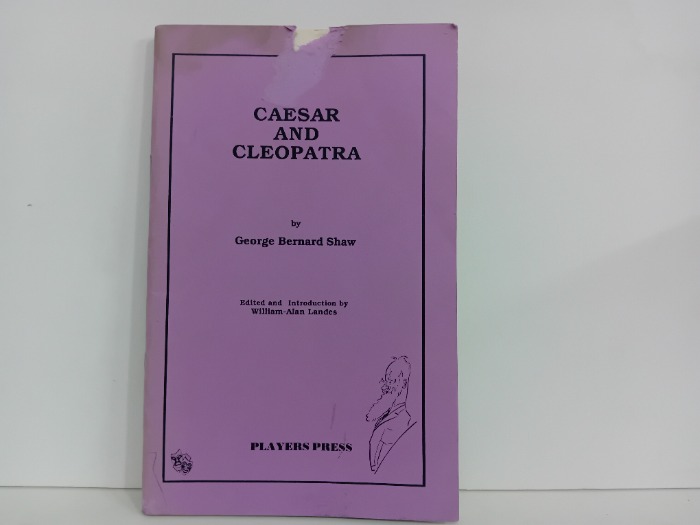 CAESAR
AND
CLEOPATRA
by
George Bernard Shaw
Edited and Introduction by
William-Alan Landes
PLAYERS PRESS